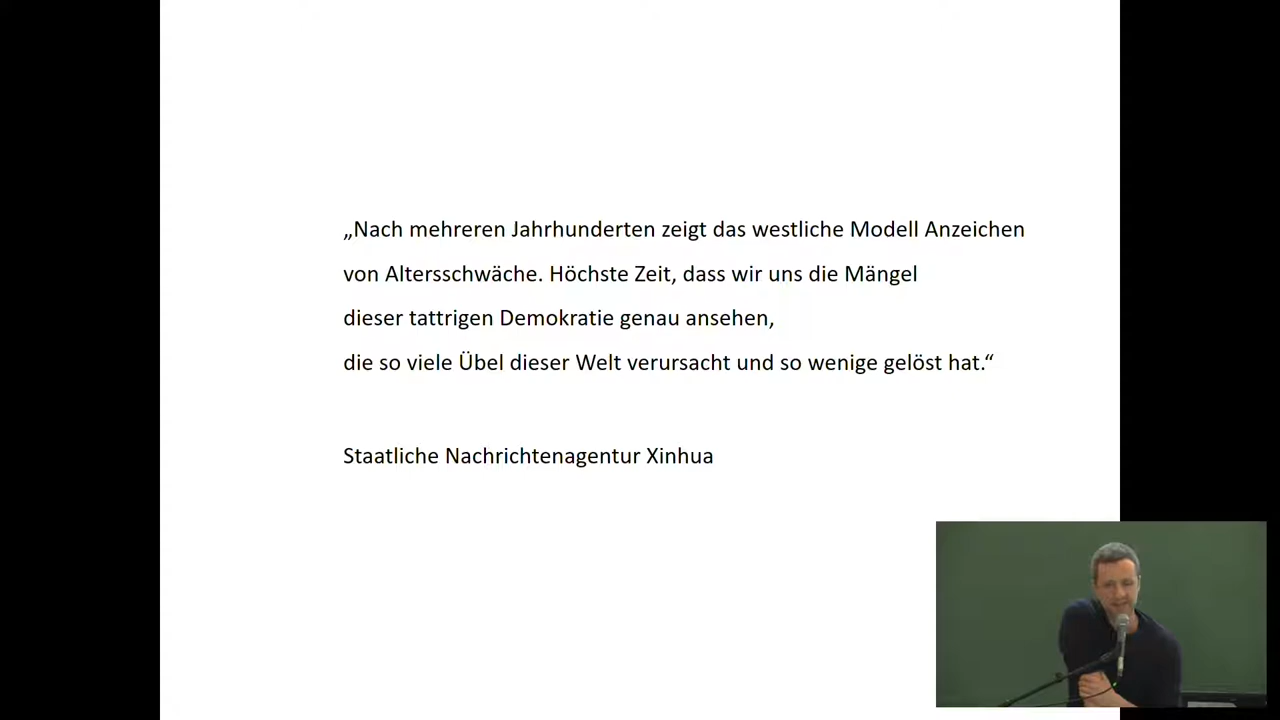 „Nach mehreren Jahrhunderten zeigt das westliche Modell Anzeichen
von Altersschwäche. Höchste Zeit, dass wir uns die Mängel
dieser tattrigen Demokratie genau ansehen,
die so viele Übel dieser Welt verursacht und so wenige gelöst hat.“
Staatliche Nachrichtenagentur Xinhua